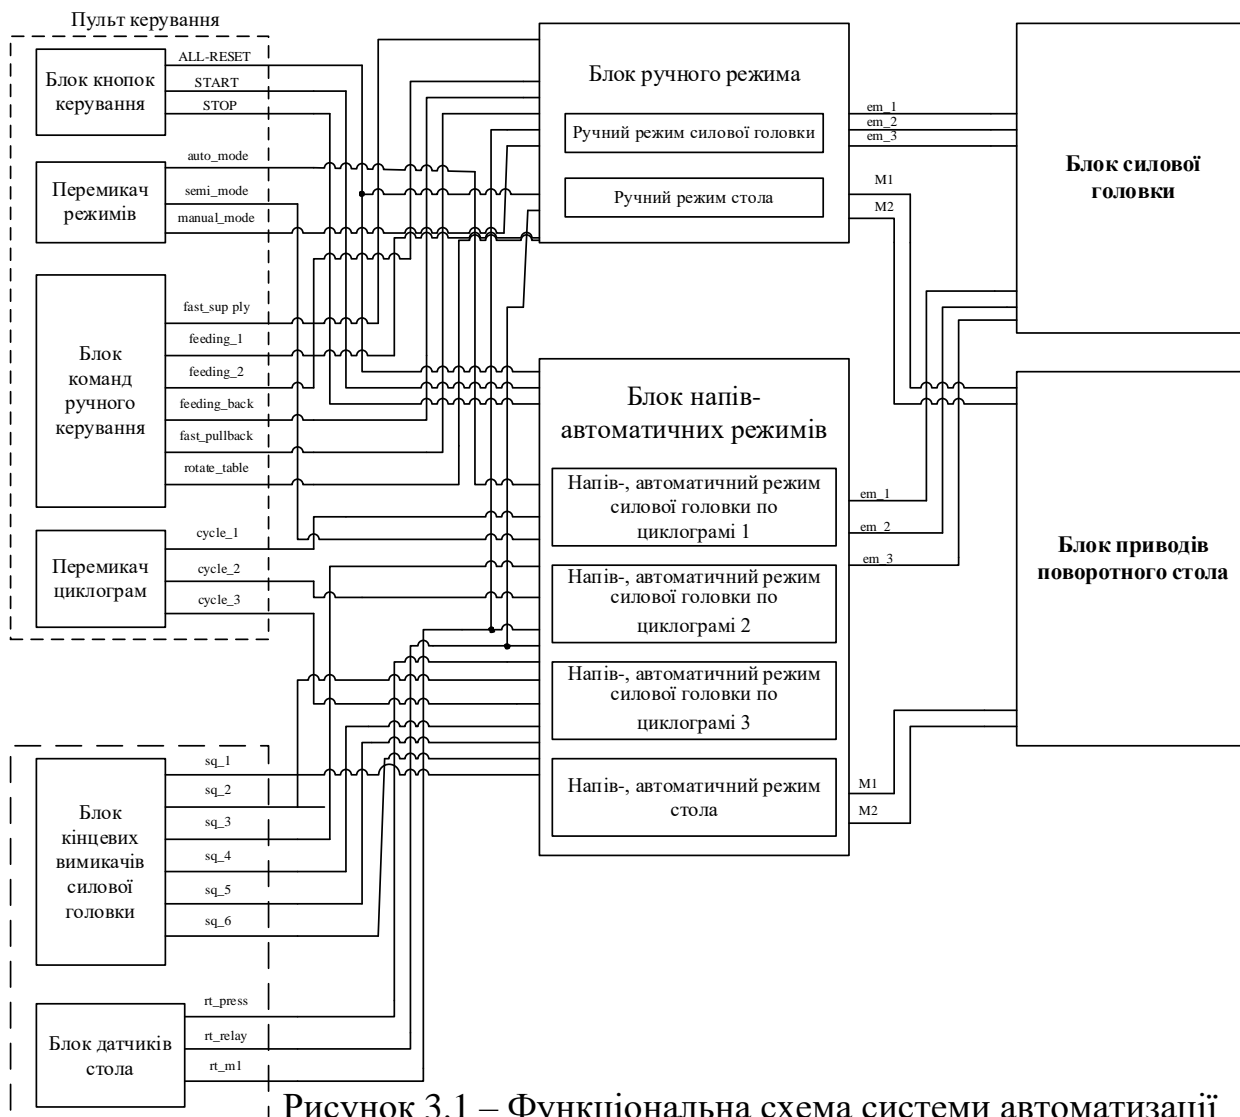 Пульт керування
Блок кнопок
керування
ALL-RESET
START
STOP
Перемикач
режимів
auto_mode
semi_mode
manual_mode
Блок
команд
ручного
керування
fast_sup ply
feeding_1
feeding_2
feeding_back
fast_pullback
rotate_table
Перемикач
циклограм
cycle_1
cycle_2
cycle_3
Блок
кінцевих
вимикачів
силової
головки
sq_1
sq_2
sq_3
sq_4
sq_5
sq_6
Блок датчиків
стола
rt_press
rt_relay
rt_m1
Блок ручного режима
Ручний режим силової головки
Ручний режим стола
em_1
em_2
em_3
M1
M2
Блок напів-
автоматичних режимів
Напів-, автоматичний режим
силової головки по
циклограмі 1
Напів-, автоматичний режим
силової головки по
циклограмі 2
Напів-, автоматичний режим
силової головки по
циклограмі 3
Напів-, автоматичний режим
стола
em_1
em_2
em_3
M1
M2
Блок силової
головки
Блок приводів
поворотного стола
Рисунок 3.1 – Функціональна схема системи автоматизації